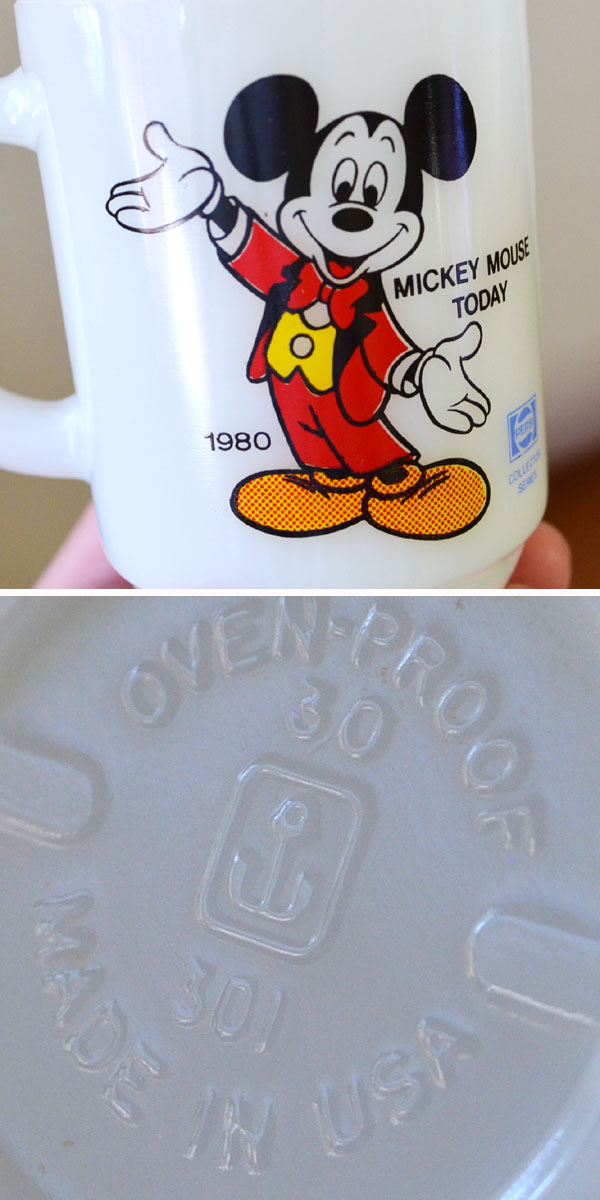 MICKEY MOUSE
TODAY
1980
PEPSI
COLLECTOR
SERIES
OVEN-PROOF
30
301
MADE IN USA